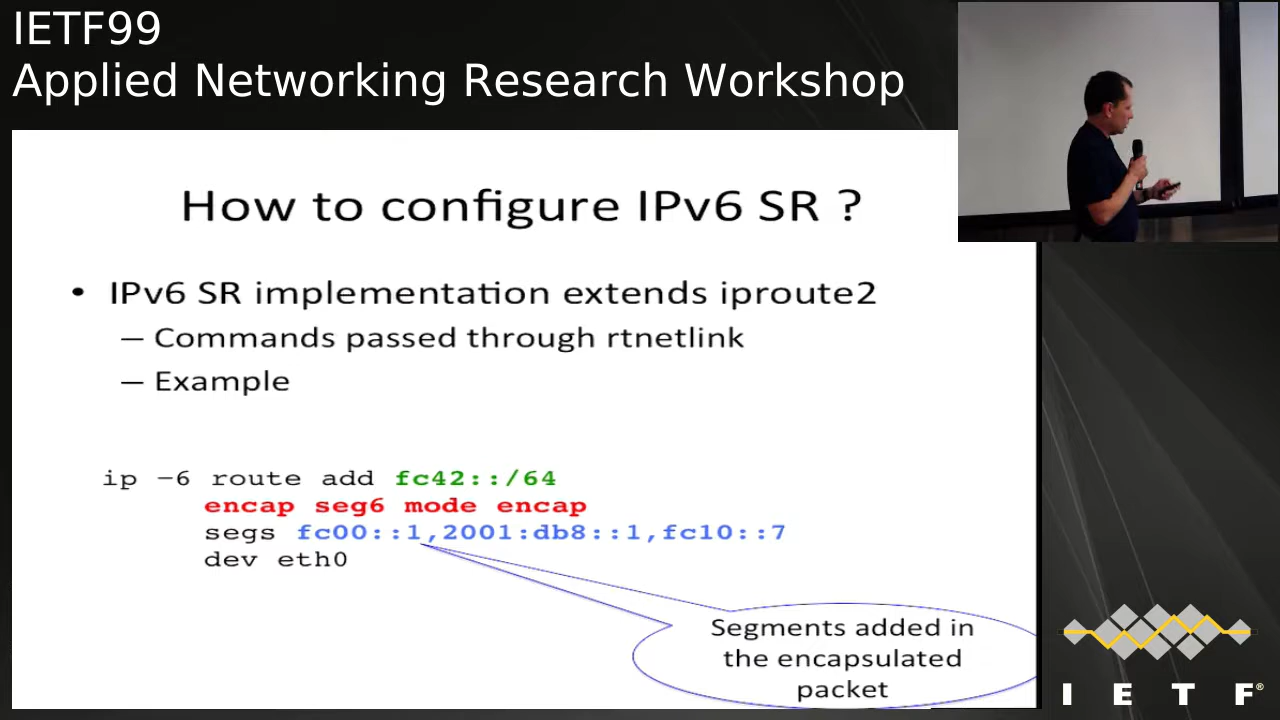 IETF99
Applied Networking Research Workshop
How to configure IPv6 SR ?
• IPv6 SR implementation extends iproute2
– Commands passed through rtnetlink
– Example
ip –6 route add fc42::/64
encap seg6 mode encap
segs fc00::1,2001:db8::1,fc10::7
dev eth0
Segments added in
the encapsulated
packet
I E T F®